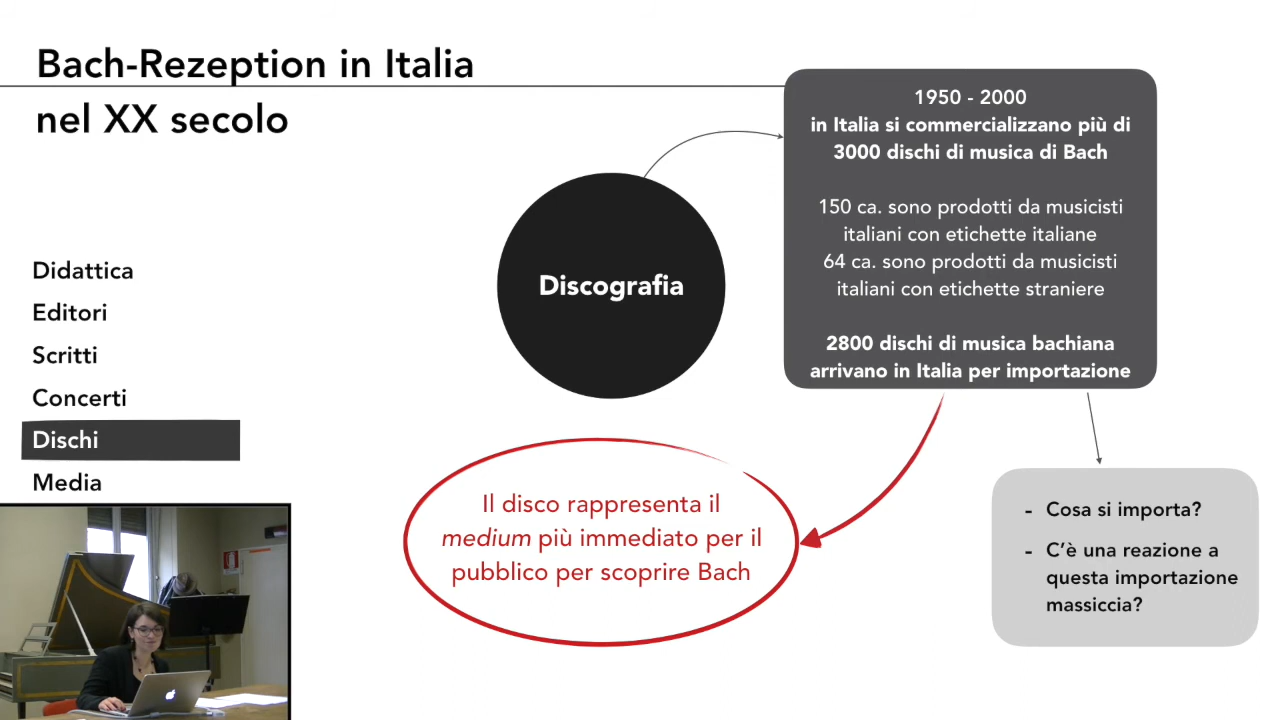 Bach-Rezeption in Italia
nel XX secolo
Didattica
Editori
Scritti
Concerti
Dischi
Media
Discografia
1950 - 2000
in Italia si commercializzano più di
3000 dischi di musica di Bach
150 ca. sono prodotti da musicisti
italiani con etichette italiane
64 ca. sono prodotti da musicisti
italiani con etichette straniere
2800 dischi di musica bachiana
arrivano in Italia per importazione
Il disco rappresenta il
medium più immediato per il
pubblico per scoprire Bach
- Cosa si importa?
- C'è una reazione a
questa importazione
massiccia?